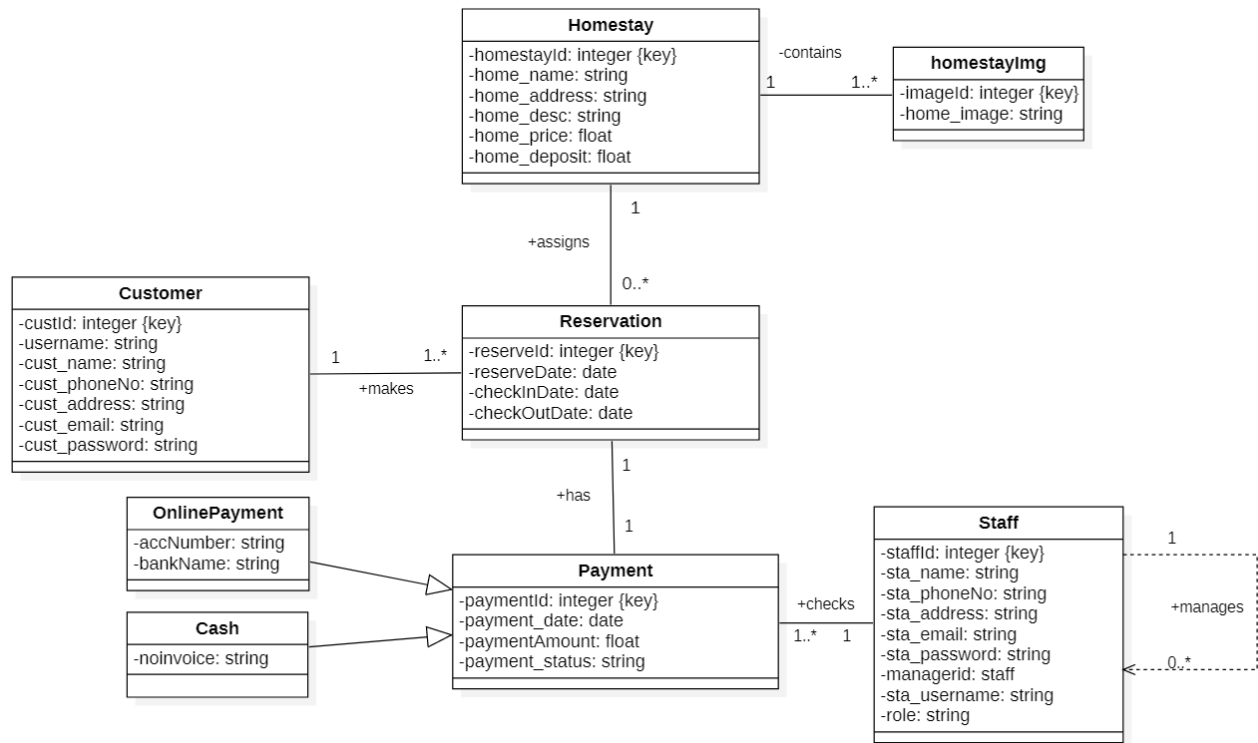 Homestay
-homestayId: integer {key}
-home_name: string
-home_address: string
-home_desc: string
-home_price: float
-home_deposit: float
-contains
1
1..*
homestayImg
-imageId: integer {key}
-home_image: string
1
+assigns
0..*
Customer
-custId: integer {key}
-username: string
-cust_name: string
-cust_phoneNo: string
-cust_address: string
-cust_email: string
-cust_password: string
1
1..*
+makes
Reservation
-reserveId: integer {key}
-reserveDate: date
-checkInDate: date
-checkOutDate: date
1
+has
1
OnlinePayment
-accNumber: string
-bankName: string
Cash
-noinvoice: string
Payment
-paymentId: integer {key}
-payment_date: date
-paymentAmount: float
-payment_status: string
+checks
1..*
1
Staff
-staffId: integer {key}
-sta_name: string
-sta_phoneNo: string
-sta_address: string
-sta_email: string
-sta_password: string
-managerid: staff
-sta_username: string
-role: string
1
+manages
0..*